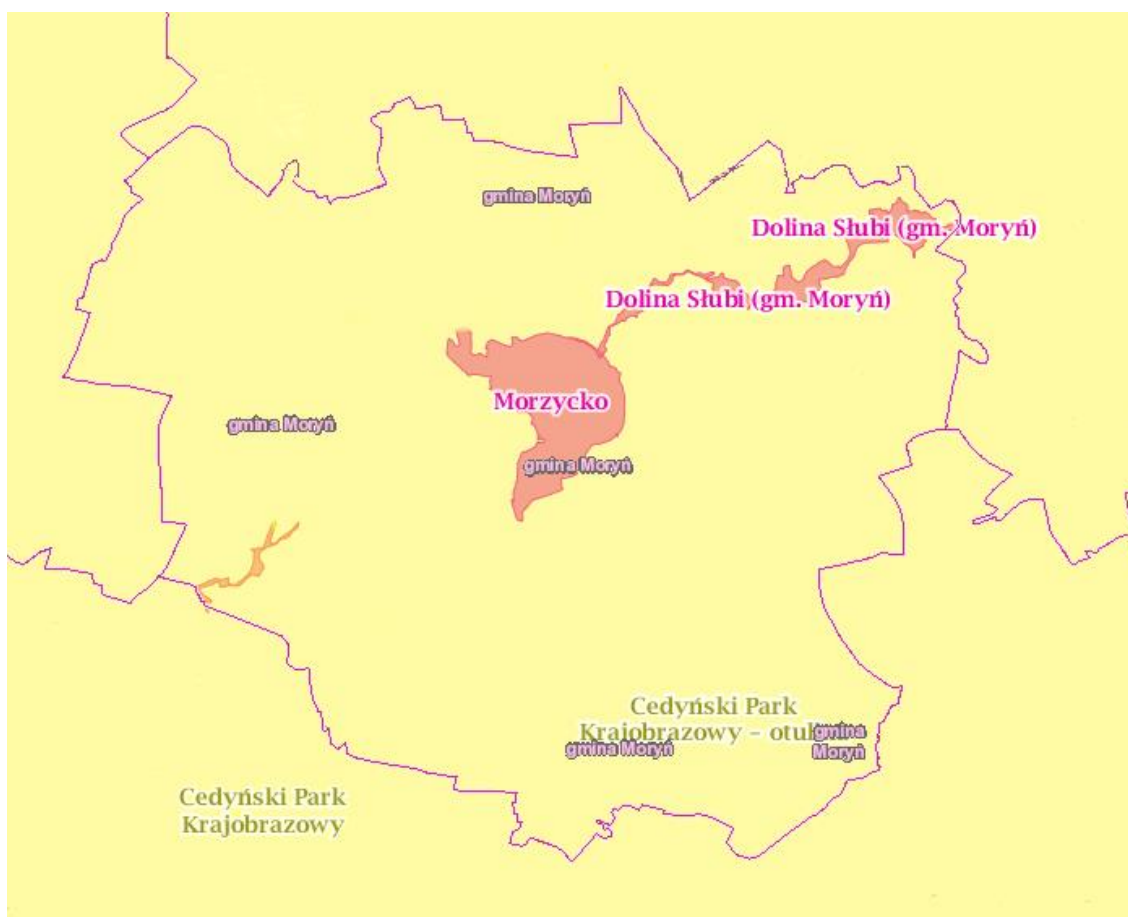 gmina Moryń
Dolina Słubi (gm. Moryń)
Dolina Słubi (gm. Moryń)
Morzycko
gmina Moryń
gmina Moryń
Cedyński Park
Krajobrazowy –
gmina
Moryń
gmina Moryń
Cedyński Park
Krajobrazowy